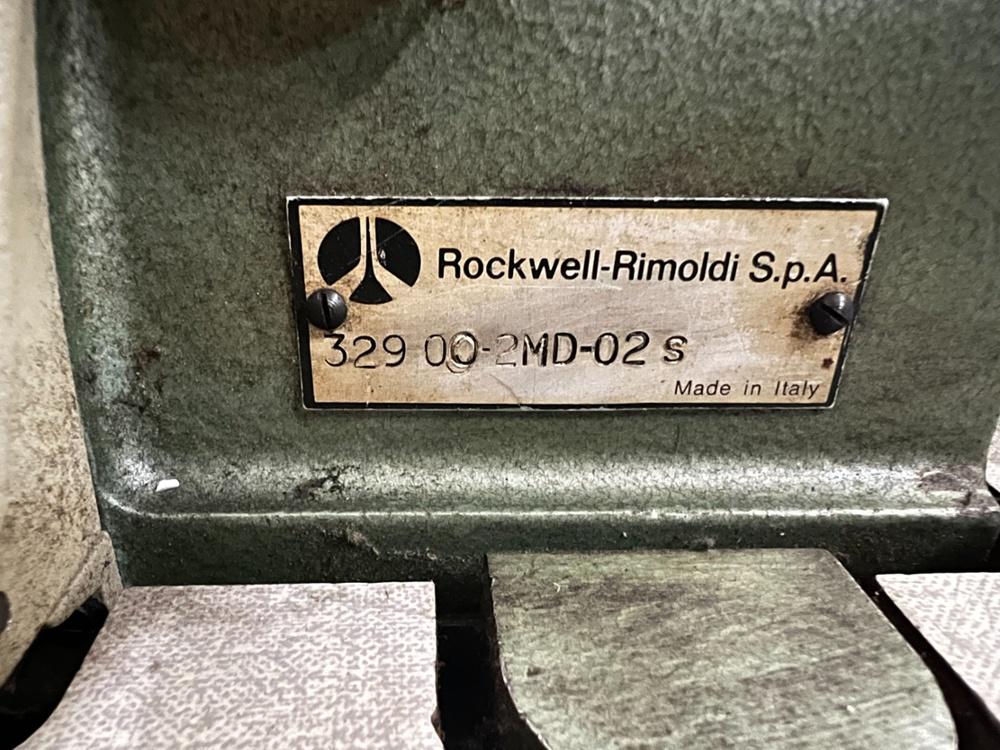 Rockwell-Rimoldi S.p.A.
329 00-2MD-02 S
Made in Italy